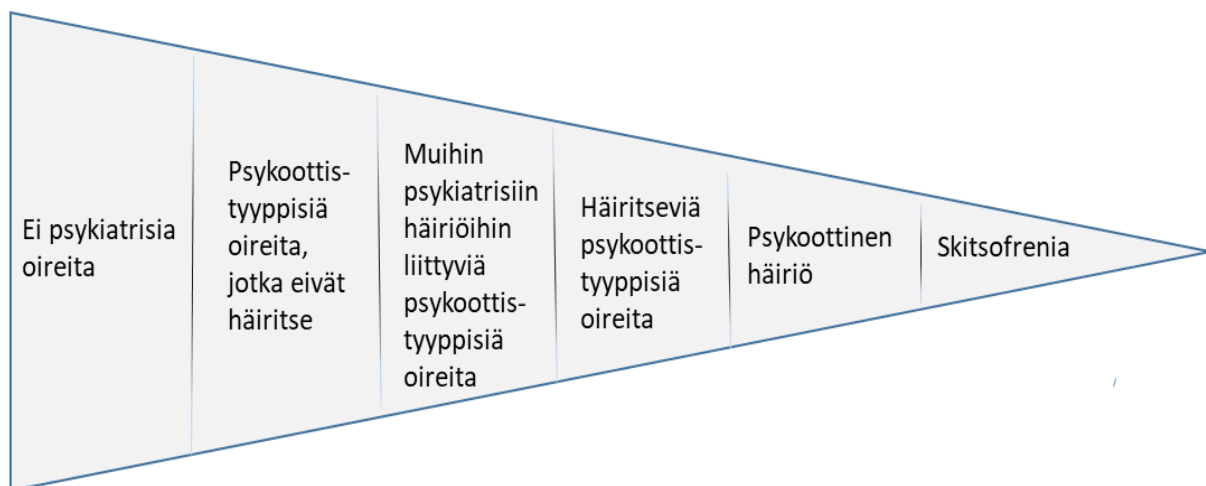 Ei psykiatrisia
oireita
Psykoottis-
tyyppisiä
oireita,
jotka eivät
häiritse
Muihin
psykiatrisiin
häiriöihin
liittyviä
psykoottis-
tyyppisiä
oireita
Häiritseviä
psykoottis-
tyyppisiä
oireita
Psykoottinen
häiriö
Skitsofrenia